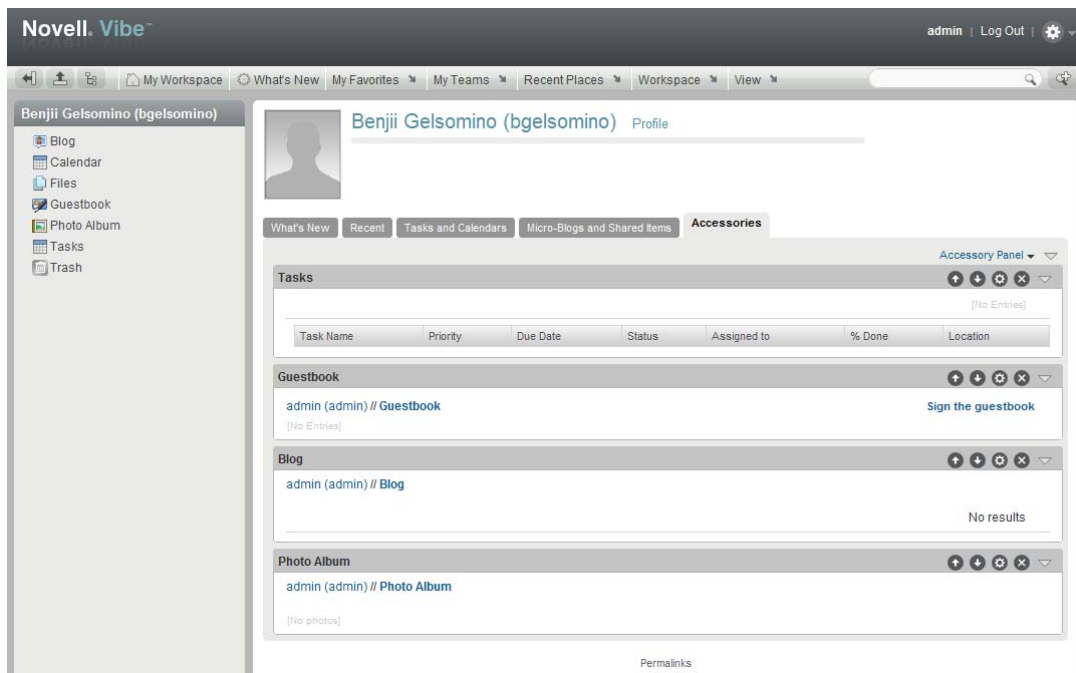 Novell. Vibe™
admin | Log Out |
My Workspace What's New My Favorites My Teams Recent Places Workspace View
Benjii Gelsomino (bgelsomino)
Blog
Calendar
Files
Guestbook
Photo Album
Tasks
Trash
Benjii Gelsomino (bgelsomino) Profile
What's New Recent Tasks and Calendars Micro-Blogs and Shared Items Accessories
Accessory Panel
Tasks
[No Entries]
Task Name Priority Due Date Status Assigned to % Done Location
Guestbook
admin (admin) // Guestbook Sign the guestbook
[No Entries]
Blog
admin (admin) // Blog
No results
Photo Album
admin (admin) // Photo Album
[No photos]
Permalinks